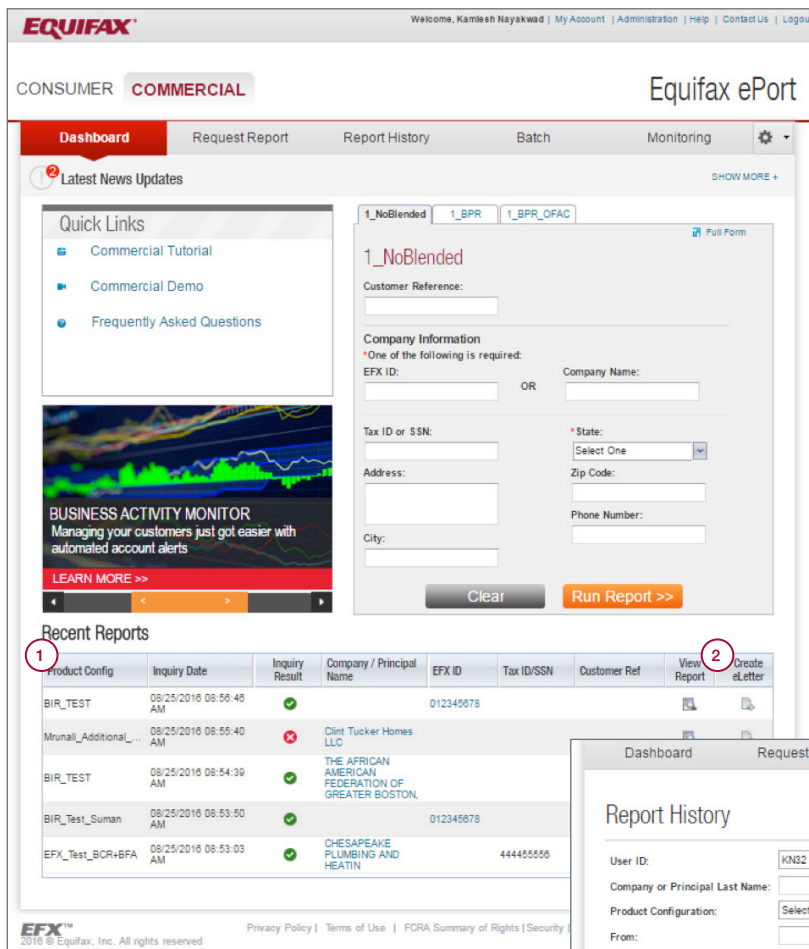 EQUIFAX
Welcome, Kamlesh Nayakwad | My Account | Administration | Help | Contact Us | Logou
CONSUMER COMMERCIAL
Equifax ePort
Dashboard Request Report Report History Batch Monitoring
2 Latest News Updates SHOW MORE +
Quick Links
Commercial Tutorial
Commercial Demo
Frequently Asked Questions
BUSINESS ACTIVITY MONITOR
Managing your customers just got easier with
automated account alerts
LEARN MORE >>
< >
1_NoBlended 1_BPR 1_BPR_OFAC
Full Form
1_NoBlended
Customer Reference:
Company Information
*One of the following is required:
EFX ID: OR Company Name:
Tax ID or SSN: *State:
Select One
Address: Zip Code:
Phone Number:
City:
Clear Run Report >>
Recent Reports
1 2
Product Config Inquiry Date Inquiry Result Company / Principal Name EFX ID Tax ID/SSN Customer Ref View Report Create eLetter
BIR_TEST 08/25/2016 08:56:46 AM 012345678
Mrunali_Additional_... 08/25/2016 08:55:40 AM Clint Tucker Homes LLC
BIR_TEST 08/25/2016 08:54:39 AM THE AFRICAN AMERICAN FEDERATION OF GREATER BOSTON,
BIR_Test_Suman 08/25/2016 08:53:50 AM 012345678
EFX_Test_BCR+BFA 08/25/2016 08:53:03 AM CHESAPEAKE PLUMBING AND HEATIN 444455556
Dashboard Request
Report History
User ID: KN32
Company or Principal Last Name:
Product Configuration: Select
From:
EFX™
2016 © Equifax, Inc. All rights reserved
Privacy Policy | Terms of Use | FCRA Summary of Rights | Security |